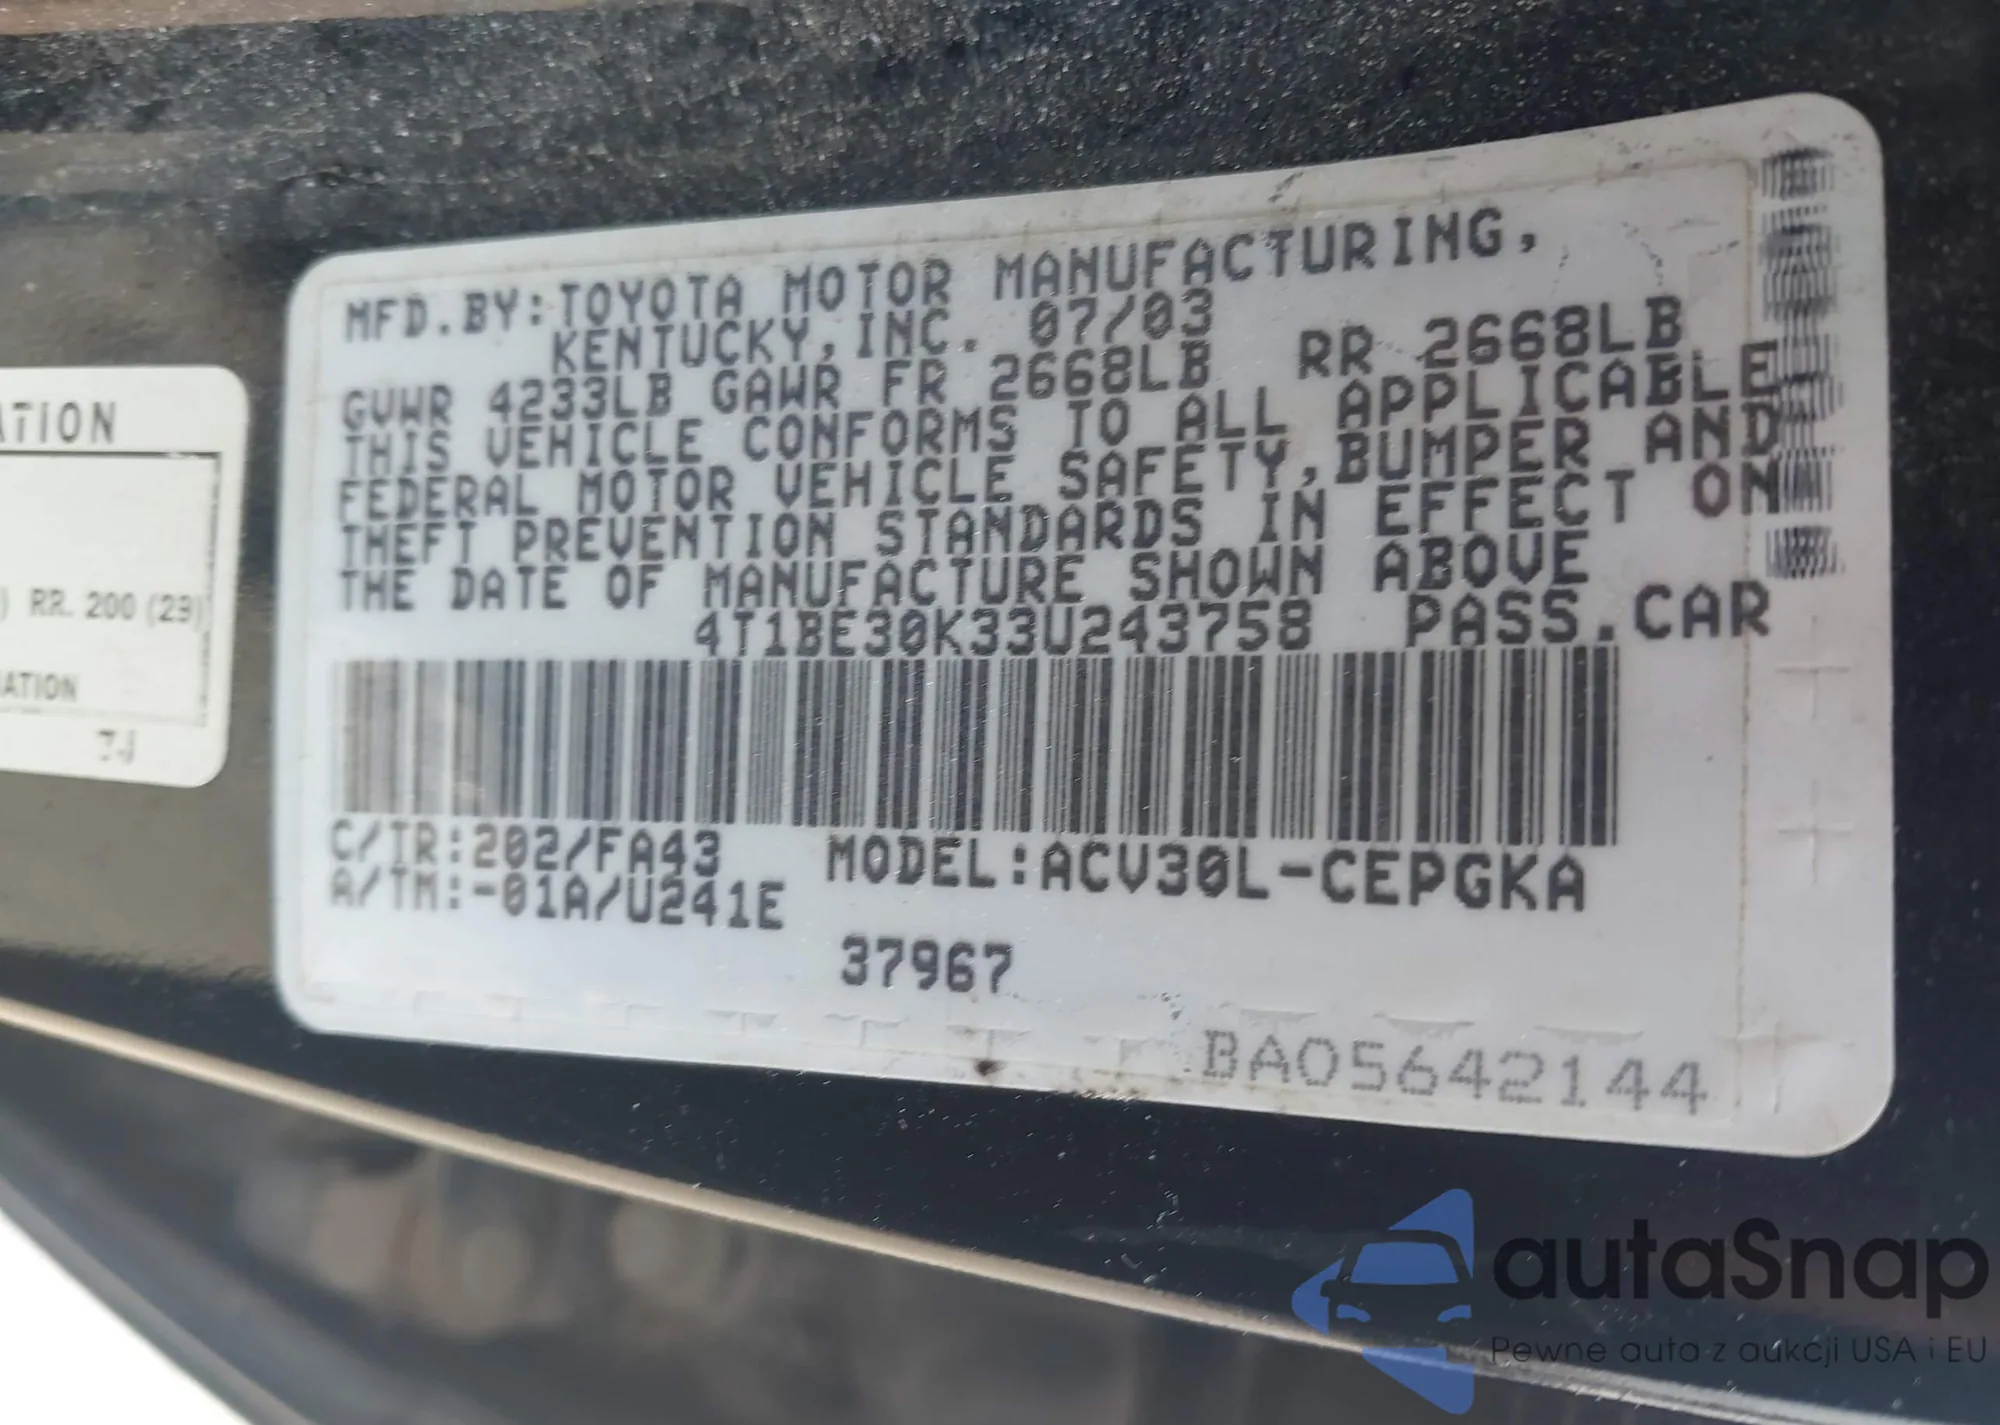 ATION
) RR. 200 (29)
ATION
MFD.BY:TOYOTA MOTOR MANUFACTURING,
KENTUCKY,INC. 07/03
GVWR 4233LB GAWR FR 2668LB RR 2668LB
THIS VEHICLE CONFORMS TO ALL APPLICABLE
FEDERAL MOTOR VEHICLE SAFETY,BUMPER AND
THEFT PREVENTION STANDARDS IN EFFECT ON
THE DATE OF MANUFACTURE SHOWN ABOVE
4T1BE30K33U243758 PASS.CAR
C/TR:202/FA43 MODEL:ACV30L-CEPGKA
A/TM:-01A/U241E
37967
BA05642144
autaSnap
Pewne auta z aukcji USA i EU